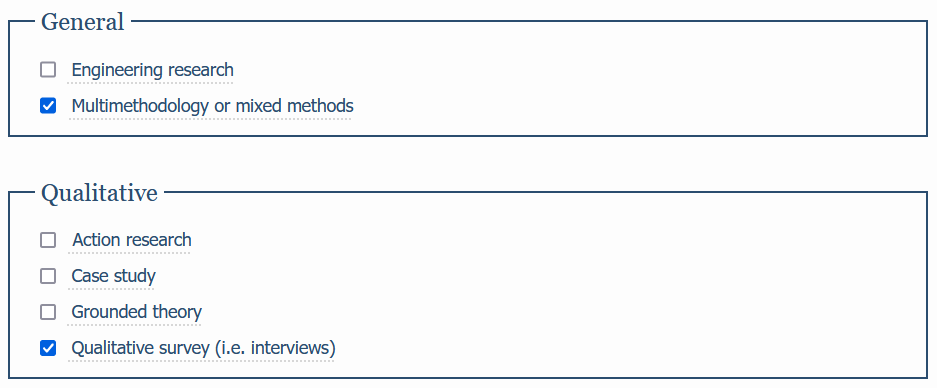 General
Engineering research
Multimethodology or mixed methods
Qualitative
Action research
Case study
Grounded theory
Qualitative survey (i.e. interviews)